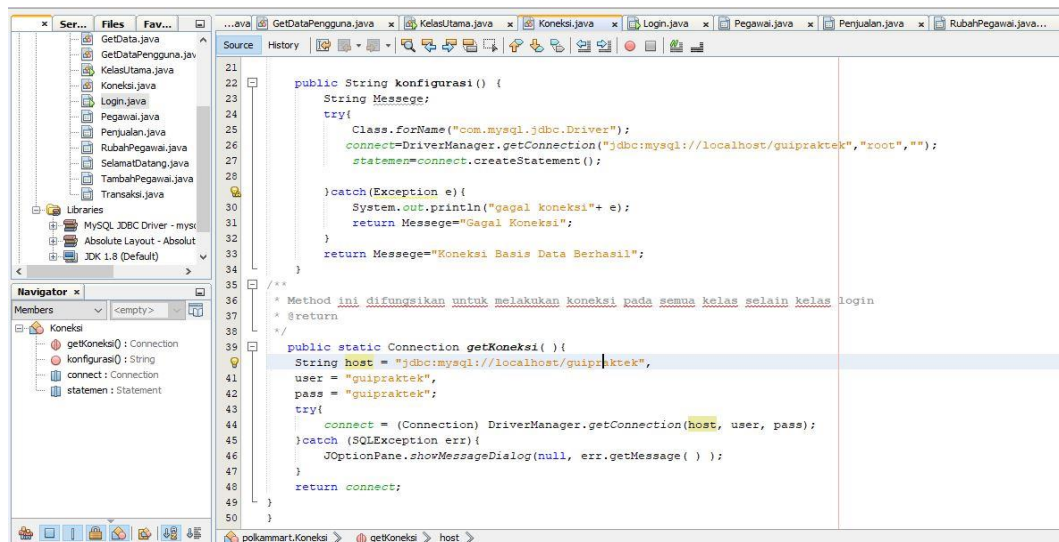 Ser... Files Fav...
GetData.java
GetDataPengguna.jav
KelasUtama.java
Koneksi.java
Login.java
Pegawai.java
Penjualan.java
RubahPegawai.java
SelamatDatang.java
TambahPegawai.java
Transaksi.java
Libraries
MySQL JDBC Driver - mysc
Absolute Layout - Absolut
JDK 1.8 (Default)
Navigator
Members <empty>
Koneksi
getKoneksi() : Connection
konfigurasi() : String
connect : Connection
statemen : Statement
...ava GetDataPengguna.java KelasUtama.java Koneksi.java Login.java Pegawai.java Penjualan.java RubahPegawai.java...
Source History
21
22 public String konfigurasi() {
23 String Messege;
24 try{
25 Class.forName("com.mysql.jdbc.Driver");
26 connect=DriverManager.getConnection("jdbc:mysql://localhost/guipraktek","root","");
27 statemen=connect.createStatement();
28
}catch(Exception e){
30 System.out.println("gagal koneksi"+ e);
31 return Messege="Gagal Koneksi";
32 }
33 return Messege="Koneksi Basis Data Berhasil";
34 }
35 /**
36 * Method ini difungsikan untuk melakukan koneksi pada semua kelas selain kelas login
37 * @return
38 */
39 public static Connection getKoneksi( ){
String host = "jdbc:mysql://localhost/guipraktek",
41 user = "guipraktek",
42 pass = "guipraktek";
43 try{
44 connect = (Connection) DriverManager.getConnection(host, user, pass);
45 }catch (SQLException err){
46 JOptionPane.showMessageDialog(null, err.getMessage( ) );
47 }
48 return connect;
49 }
50 }
polkammart.Koneksi getKoneksi host